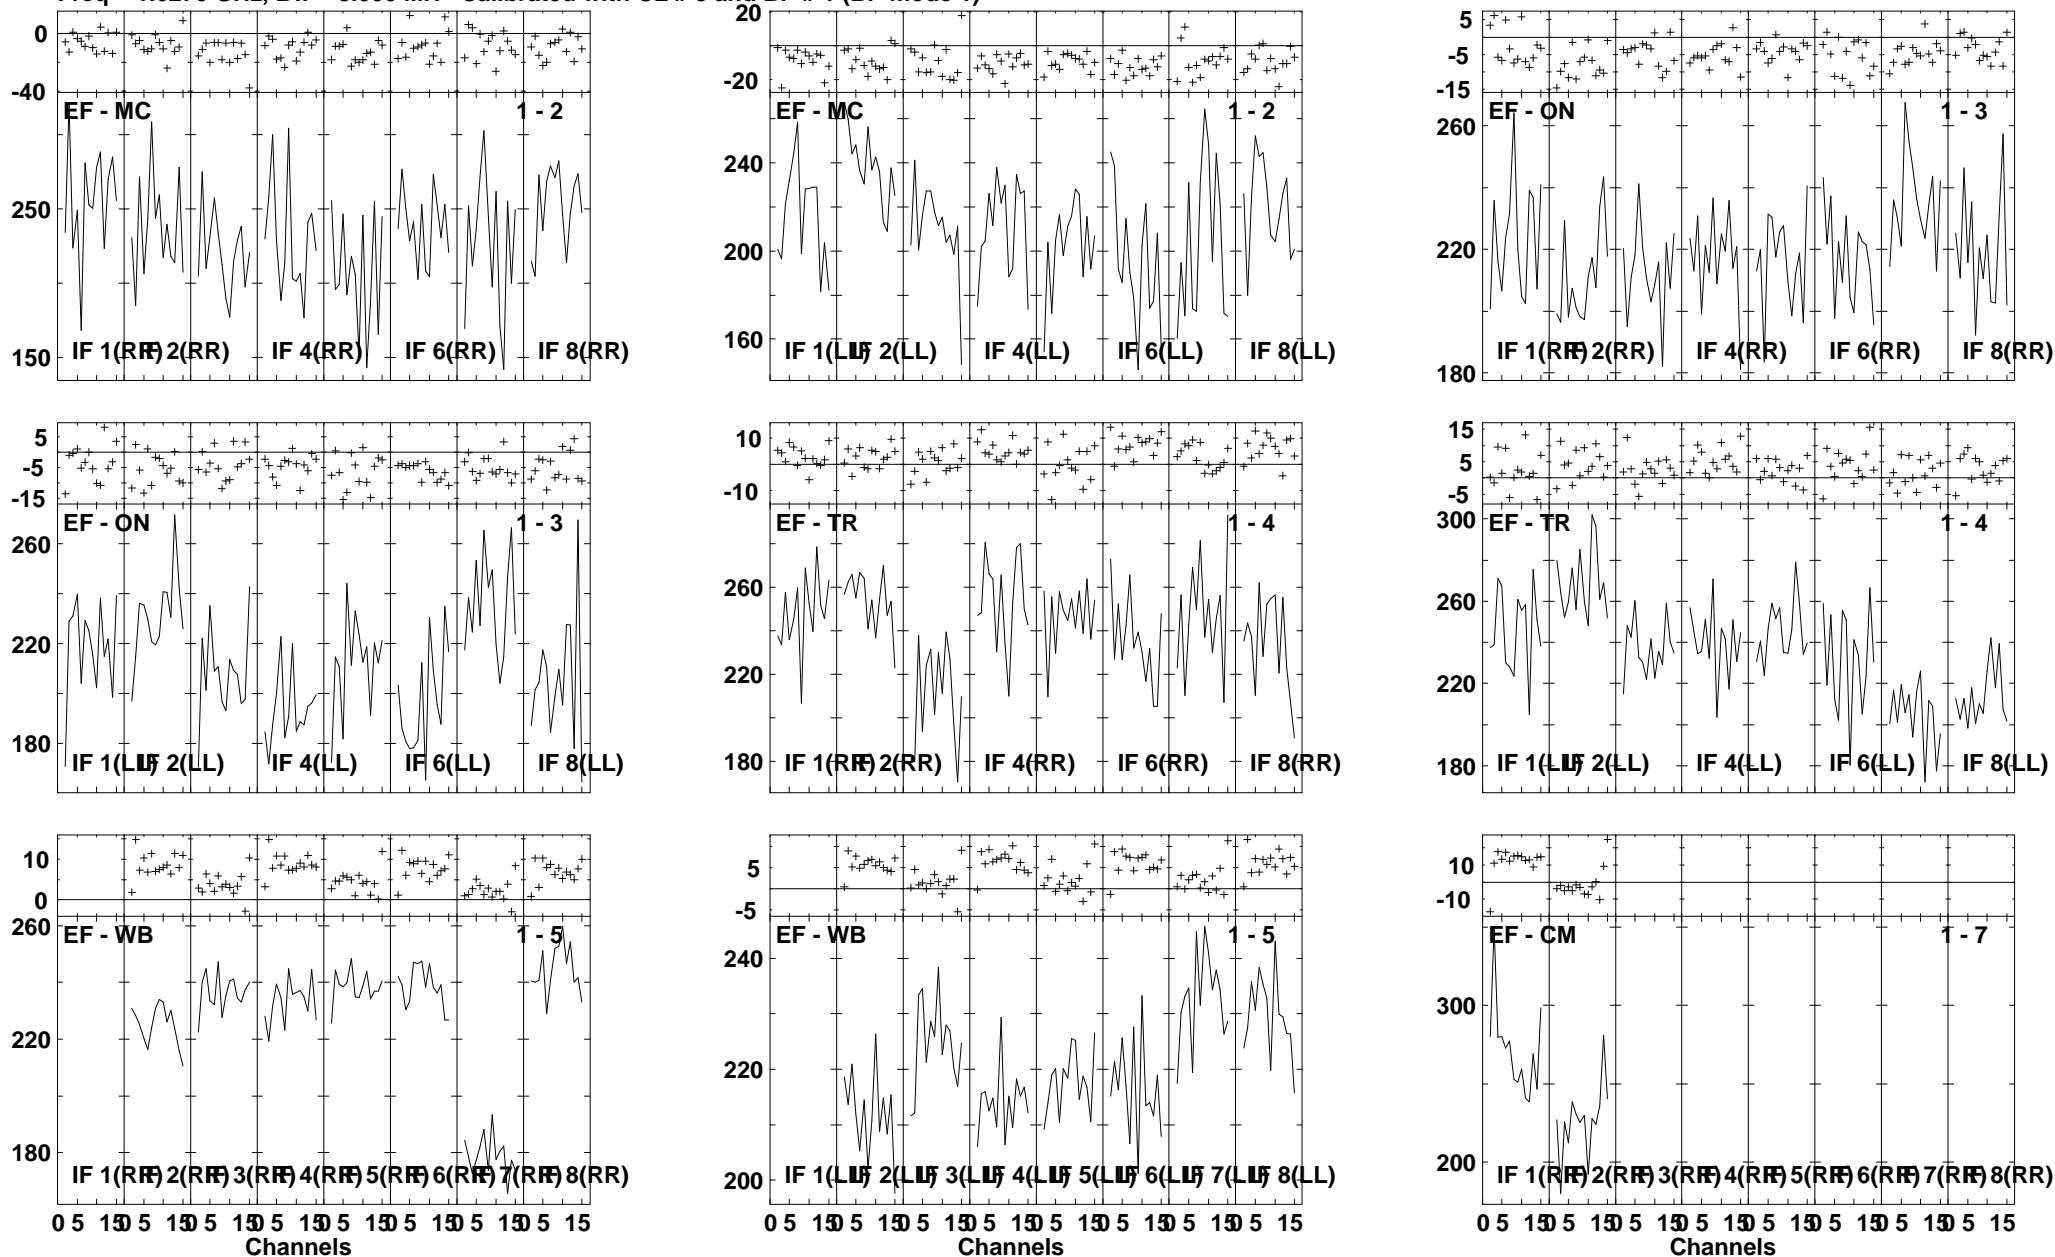 Calibrated with
and
0
-40
EF - MC
1 - 2
250
150
IF 1(RR)
IF 2(RR)
IF 4(RR)
IF 6(RR)
IF 8(RR)
20
-20
EF - MC
1 - 2
240
200
160
IF 1(LL)
IF 2(LL)
IF 4(LL)
IF 6(LL)
IF 8(LL)
5
-5
-15
EF - ON
1 - 3
260
220
180
IF 1(RR)
IF 2(RR)
IF 4(RR)
IF 6(RR)
IF 8(RR)
5
-5
-15
EF - ON
1 - 3
260
220
180
IF 1(LL)
IF 2(LL)
IF 4(LL)
IF 6(LL)
IF 8(LL)
10
-10
EF - TR
1 - 4
260
220
180
IF 1(RR)
IF 2(RR)
IF 4(RR)
IF 6(RR)
IF 8(RR)
15
5
-5
EF - TR
1 - 4
300
260
220
180
IF 1(LL)
IF 2(LL)
IF 4(LL)
IF 6(LL)
IF 8(LL)
10
0
EF - WB
1 - 5
260
220
180
IF 1(RR)
IF 2(RR)
IF 3(RR)
IF 4(RR)
IF 5(RR)
IF 6(RR)
IF 7(RR)
IF 8(RR)
0 5 15 0 5 15 0 5 15 0 5 15 0 5 15 0 5 15 0 5 15 0 5 15
Channels
5
-5
EF - WB
1 - 5
240
220
200
IF 1(LL)
IF 2(LL)
IF 3(LL)
IF 4(LL)
IF 5(LL)
IF 6(LL)
IF 7(LL)
IF 8(LL)
0 5 15 0 5 15 0 5 15 0 5 15 0 5 15 0 5 15 0 5 15 0 5 15
Channels
10
-10
EF - CM
1 - 7
300
200
IF 1(RR)
IF 2(RR)
IF 3(RR)
IF 4(RR)
IF 5(RR)
IF 6(RR)
IF 7(RR)
IF 8(RR)
0 5 15 0 5 15 0 5 15 0 5 15 0 5 15 0 5 15 0 5 15 0 5 15
Channels